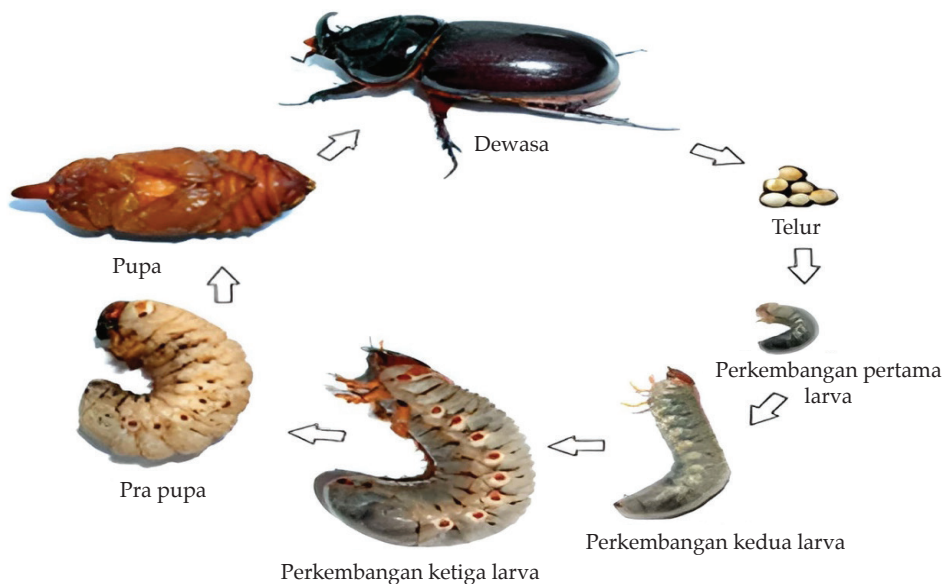 Dewasa
Telur
Perkembangan pertama
larva
Perkembangan kedua larva
Perkembangan ketiga larva
Pra pupa
Pupa